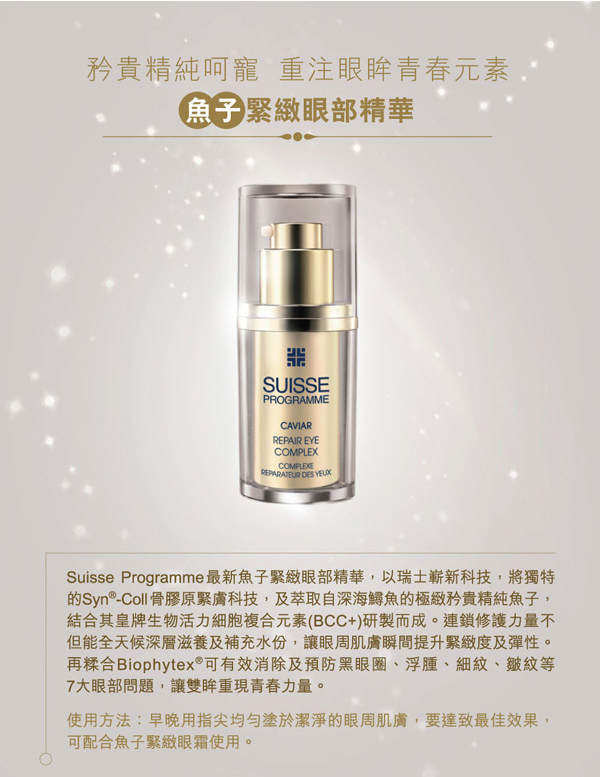 矜貴精純呵寵 重注眼眸青春元素
魚子緊緻眼部精華
SUISSE
PROGRAMME
CAVIAR
REPAIR EYE
COMPLEX
COMPLEXE
REPARATEUR DES YEUX
Suisse Programme最新魚子緊緻眼部精華，以瑞士嶄新科技，將獨特
的Syn®-Coll骨膠原緊膚科技，及萃取自深海鱘魚的極緻矜貴精純魚子，
結合其皇牌生物活力細胞複合元素(BCC+)研製而成。連鎖修護力量不
但能全天候深層滋養及補充水份，讓眼周肌膚瞬間提升緊緻度及彈性。
再糅合Biophytex®可有效消除及預防黑眼圈、浮腫、細紋、皺紋等
7大眼部問題，讓雙眸重現青春力量。
使用方法：早晚用指尖均勻塗於潔淨的眼周肌膚，要達致最佳效果，
可配合魚子緊緻眼霜使用。